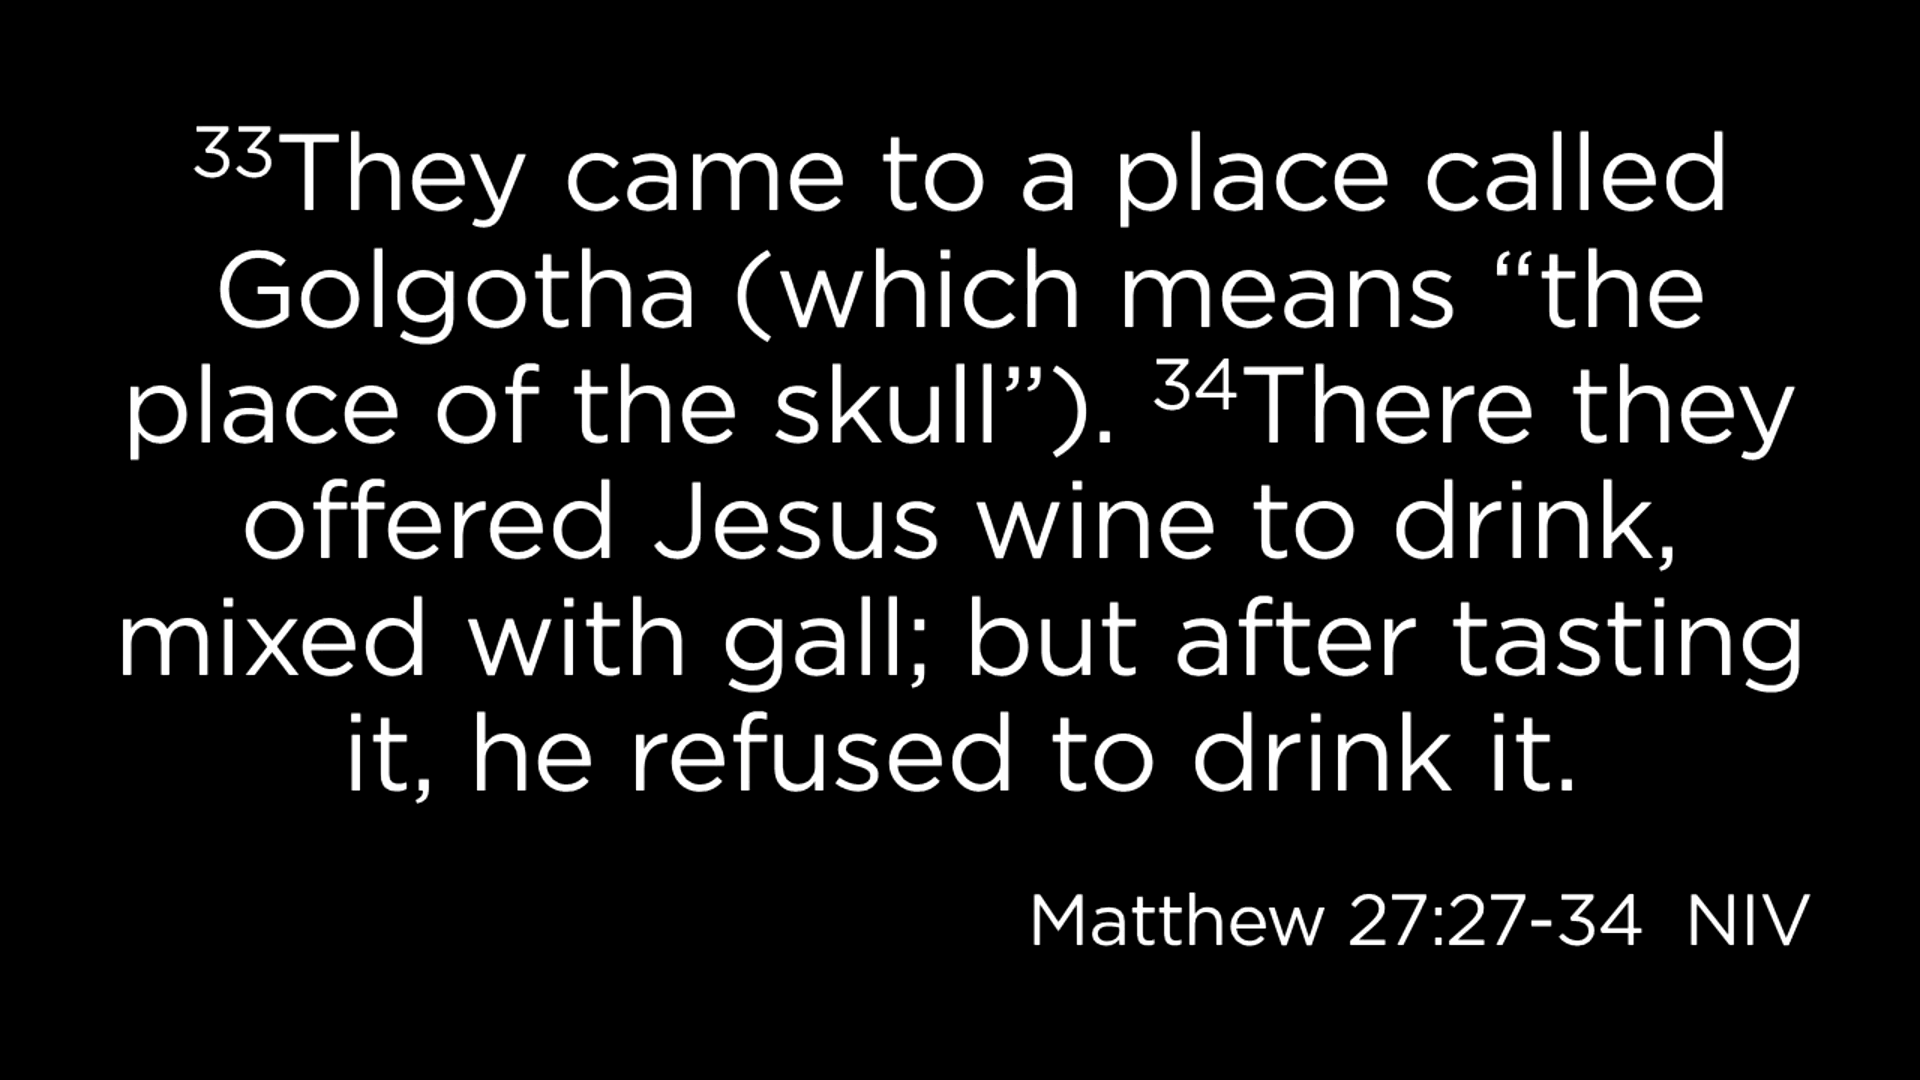 ³³They came to a place called
Golgotha (which means “the
place of the skull”). ³⁴There they
offered Jesus wine to drink,
mixed with gall; but after tasting
it, he refused to drink it.
Matthew 27:27-34  NIV